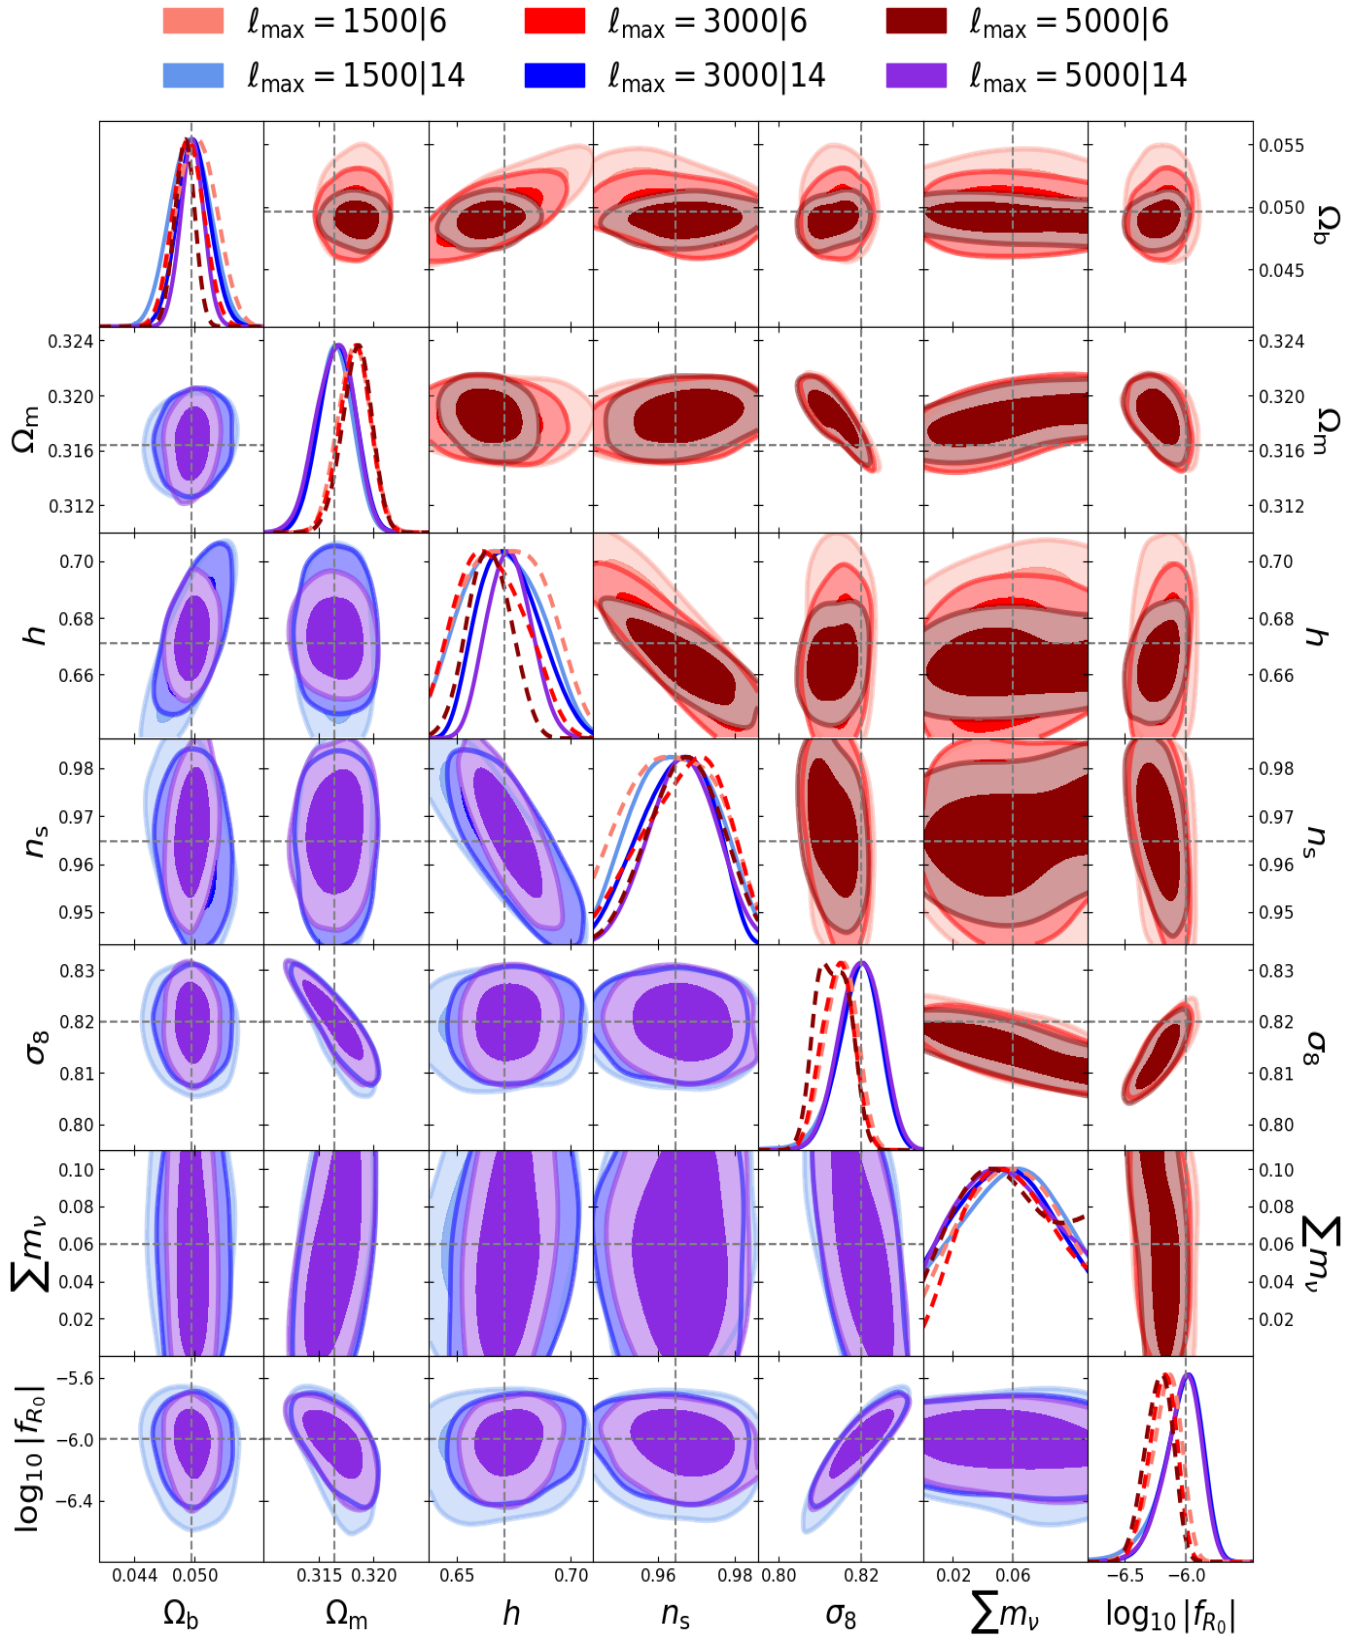 ℓmax = 1500|6 ℓmax = 3000|6 ℓmax = 5000|6
ℓmax = 1500|14 ℓmax = 3000|14 ℓmax = 5000|14
0.055
0.050
0.045
Ωb
0.324
0.320
0.316
0.312
Ωm
0.324
0.320
0.316
0.312
Ωm
0.70
0.68
0.66
h
0.70
0.68
0.66
h
0.98
0.97
0.96
0.95
ns
0.98
0.97
0.96
0.95
ns
0.83
0.82
0.81
0.80
σ8
0.83
0.82
0.81
0.80
σ8
0.10
0.08
0.06
0.04
0.02
∑mν
0.10
0.08
0.06
0.04
0.02
∑mν
−5.6
−6.0
−6.4
log10 |fR0|
0.044 0.050 0.315 0.320 0.65 0.70 0.96 0.98 0.80 0.82 0.02 0.06 −6.5 −6.0
Ωb Ωm h ns σ8 ∑mν log10 |fR0|